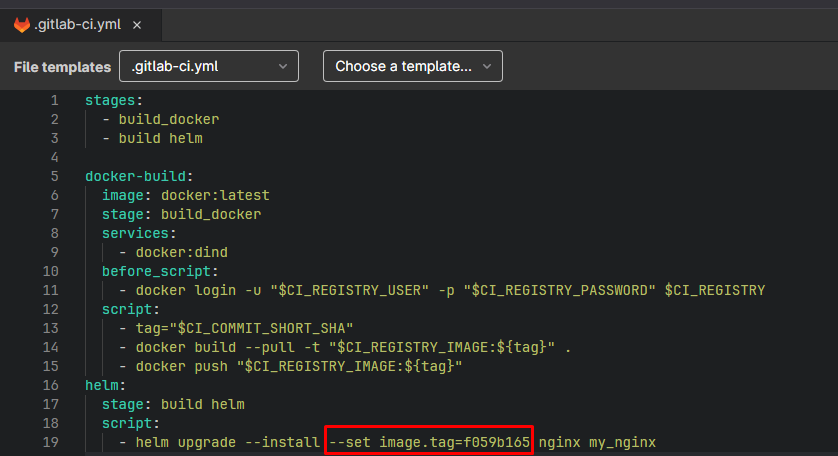 .gitlab-ci.yml ×
File templates .gitlab-ci.yml Choose a template...
1 stages:
2   - build_docker
3   - build helm
4
5 docker-build:
6   image: docker:latest
7   stage: build_docker
8   services:
9     - docker:dind
10   before_script:
11     - docker login -u "$CI_REGISTRY_USER" -p "$CI_REGISTRY_PASSWORD" $CI_REGISTRY
12   script:
13     - tag="$CI_COMMIT_SHORT_SHA"
14     - docker build --pull -t "$CI_REGISTRY_IMAGE:${tag}" .
15     - docker push "$CI_REGISTRY_IMAGE:${tag}"
16 helm:
17   stage: build helm
18   script:
19     - helm upgrade --install --set image.tag=f059b165 nginx my_nginx